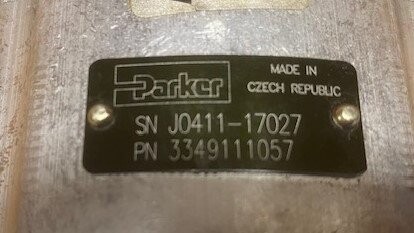 Parker
MADE IN
CZECH REPUBLIC
SN J0411-17027
PN 3349111057